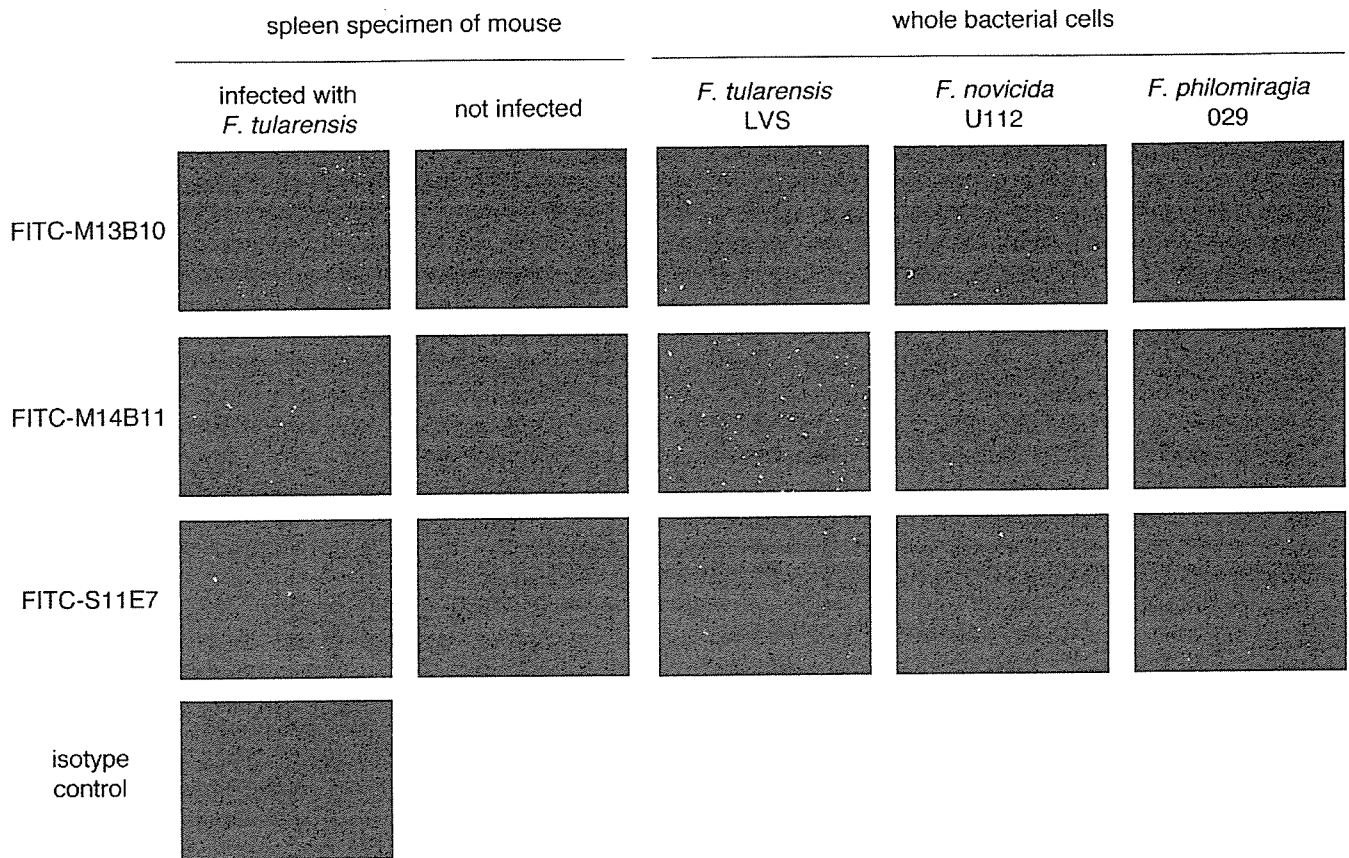 spleen specimen of mouse
whole bacterial cells
infected with
F. tularensis
not infected
F. tularensis
LVS
F. novicida
U112
F. philomiragia
029
FITC-M13B10
FITC-M14B11
FITC-S11E7
isotype
control